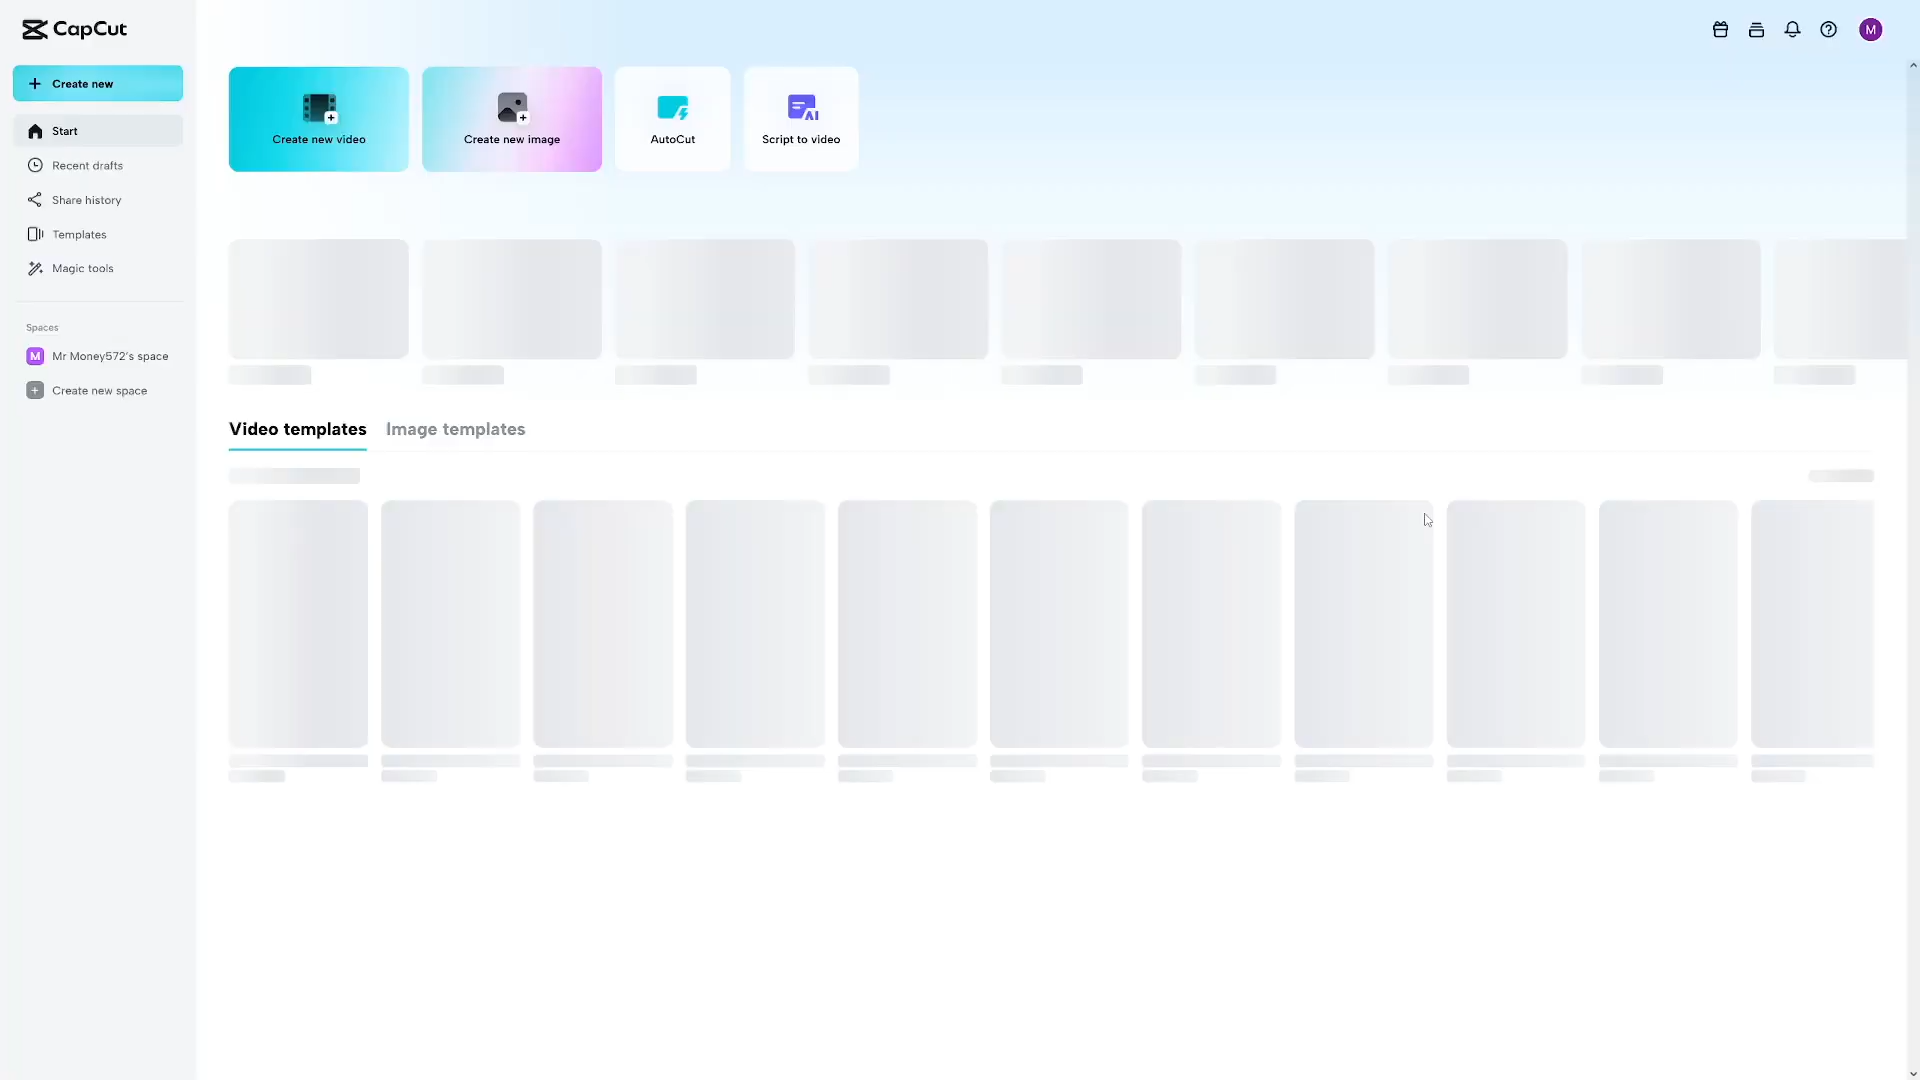 CapCut
Create new
Start
Recent drafts
Share history
Templates
Magic tools
Spaces
M Mr Money572's space
Create new space
M
Create new video
Create new image
AutoCut
AI
Script to video
Video templates
Image templates